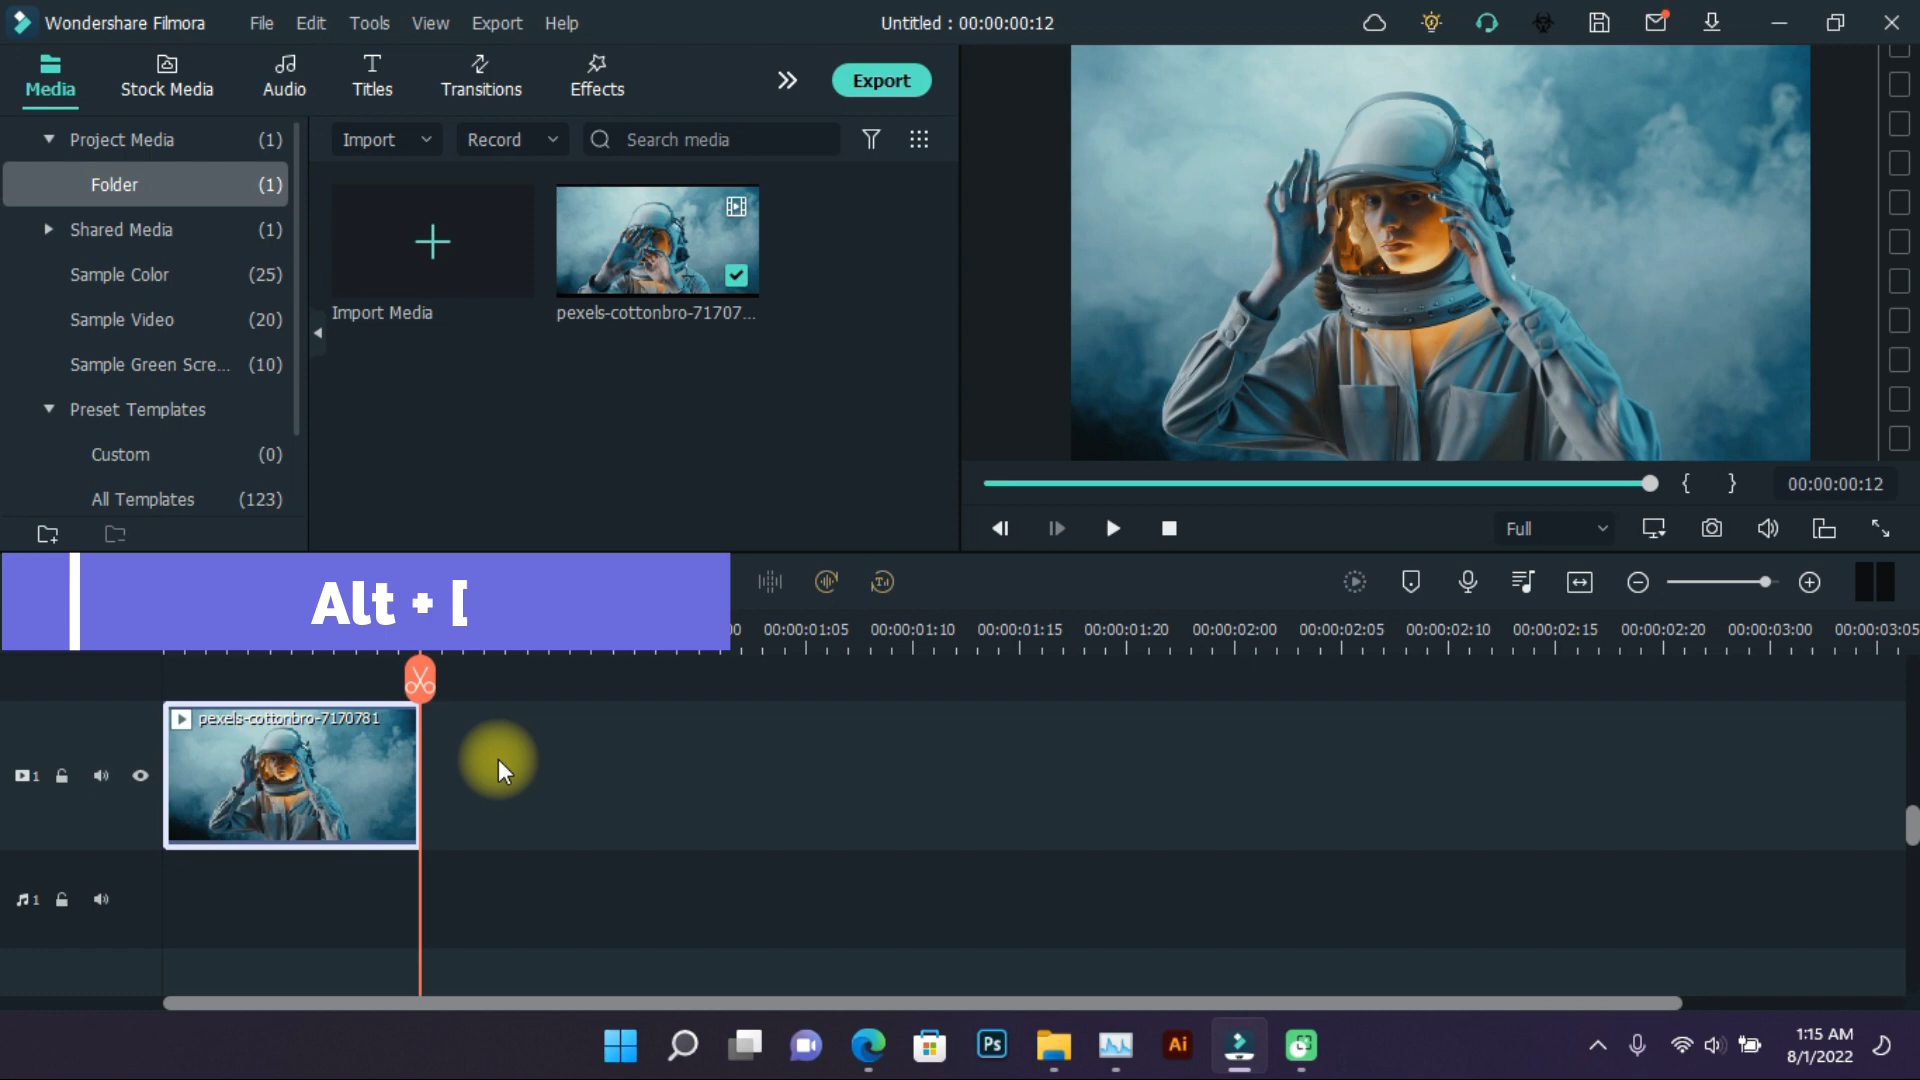 Wondershare Filmora
File Edit Tools View Export Help
Untitled : 00:00:00:12
Media
Stock Media
Audio
Titles
Transitions
Effects
Export
Project Media (1)
Folder (1)
Shared Media (1)
Sample Color (25)
Sample Video (20)
Sample Green Scre... (10)
Preset Templates
Custom (0)
All Templates (123)
Import
Record
Search media
Import Media
pexels-cottonbro-71707...
{ } 00:00:00:12
Full
Alt + [
00 00:00:01:05 00:00:01:10 00:00:01:15 00:00:01:20 00:00:02:00 00:00:02:05 00:00:02:10 00:00:02:15 00:00:02:20 00:00:03:00 00:00:03:05
pexels-cottonbro-7170781
1
1
Ps
Ai
1:15 AM
8/1/2022